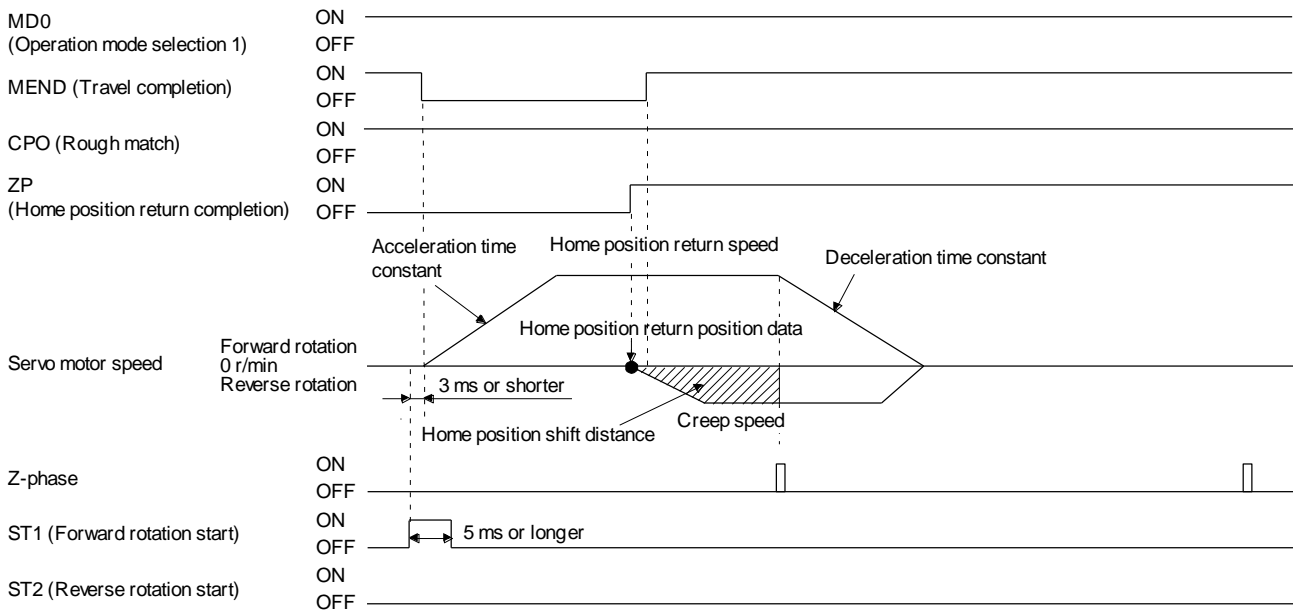 MD0
(Operation mode selection 1)
ON
OFF
MEND (Travel completion)
ON
OFF
CPO (Rough match)
ON
OFF
ZP
(Home position return completion)
ON
OFF
Acceleration time
constant
Home position return speed
Deceleration time constant
Home position return position data
Servo motor speed
Forward rotation
0 r/min
Reverse rotation
3 ms or shorter
Creep speed
Home position shift distance
Z-phase
ON
OFF
ST1 (Forward rotation start)
ON
OFF
5 ms or longer
ST2 (Reverse rotation start)
ON
OFF